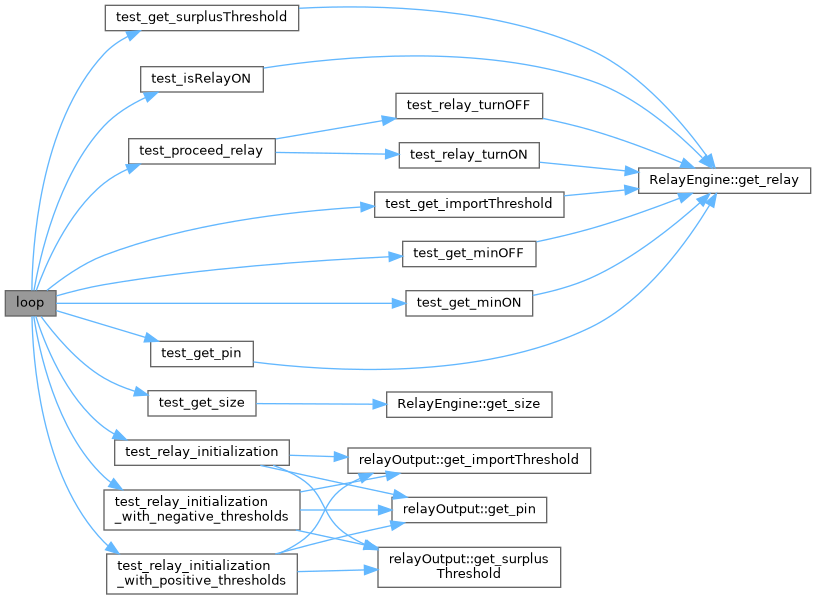 test_get_surplusThreshold
test_isRelayON
test_relay_turnOFF
test_proceed_relay
test_relay_turnON
RelayEngine::get_relay
test_get_importThreshold
test_get_minOFF
loop
test_get_minON
test_get_pin
test_get_size
RelayEngine::get_size
test_relay_initialization
relayOutput::get_importThreshold
test_relay_initialization
_with_negative_thresholds
relayOutput::get_pin
test_relay_initialization
_with_positive_thresholds
relayOutput::get_surplus
Threshold